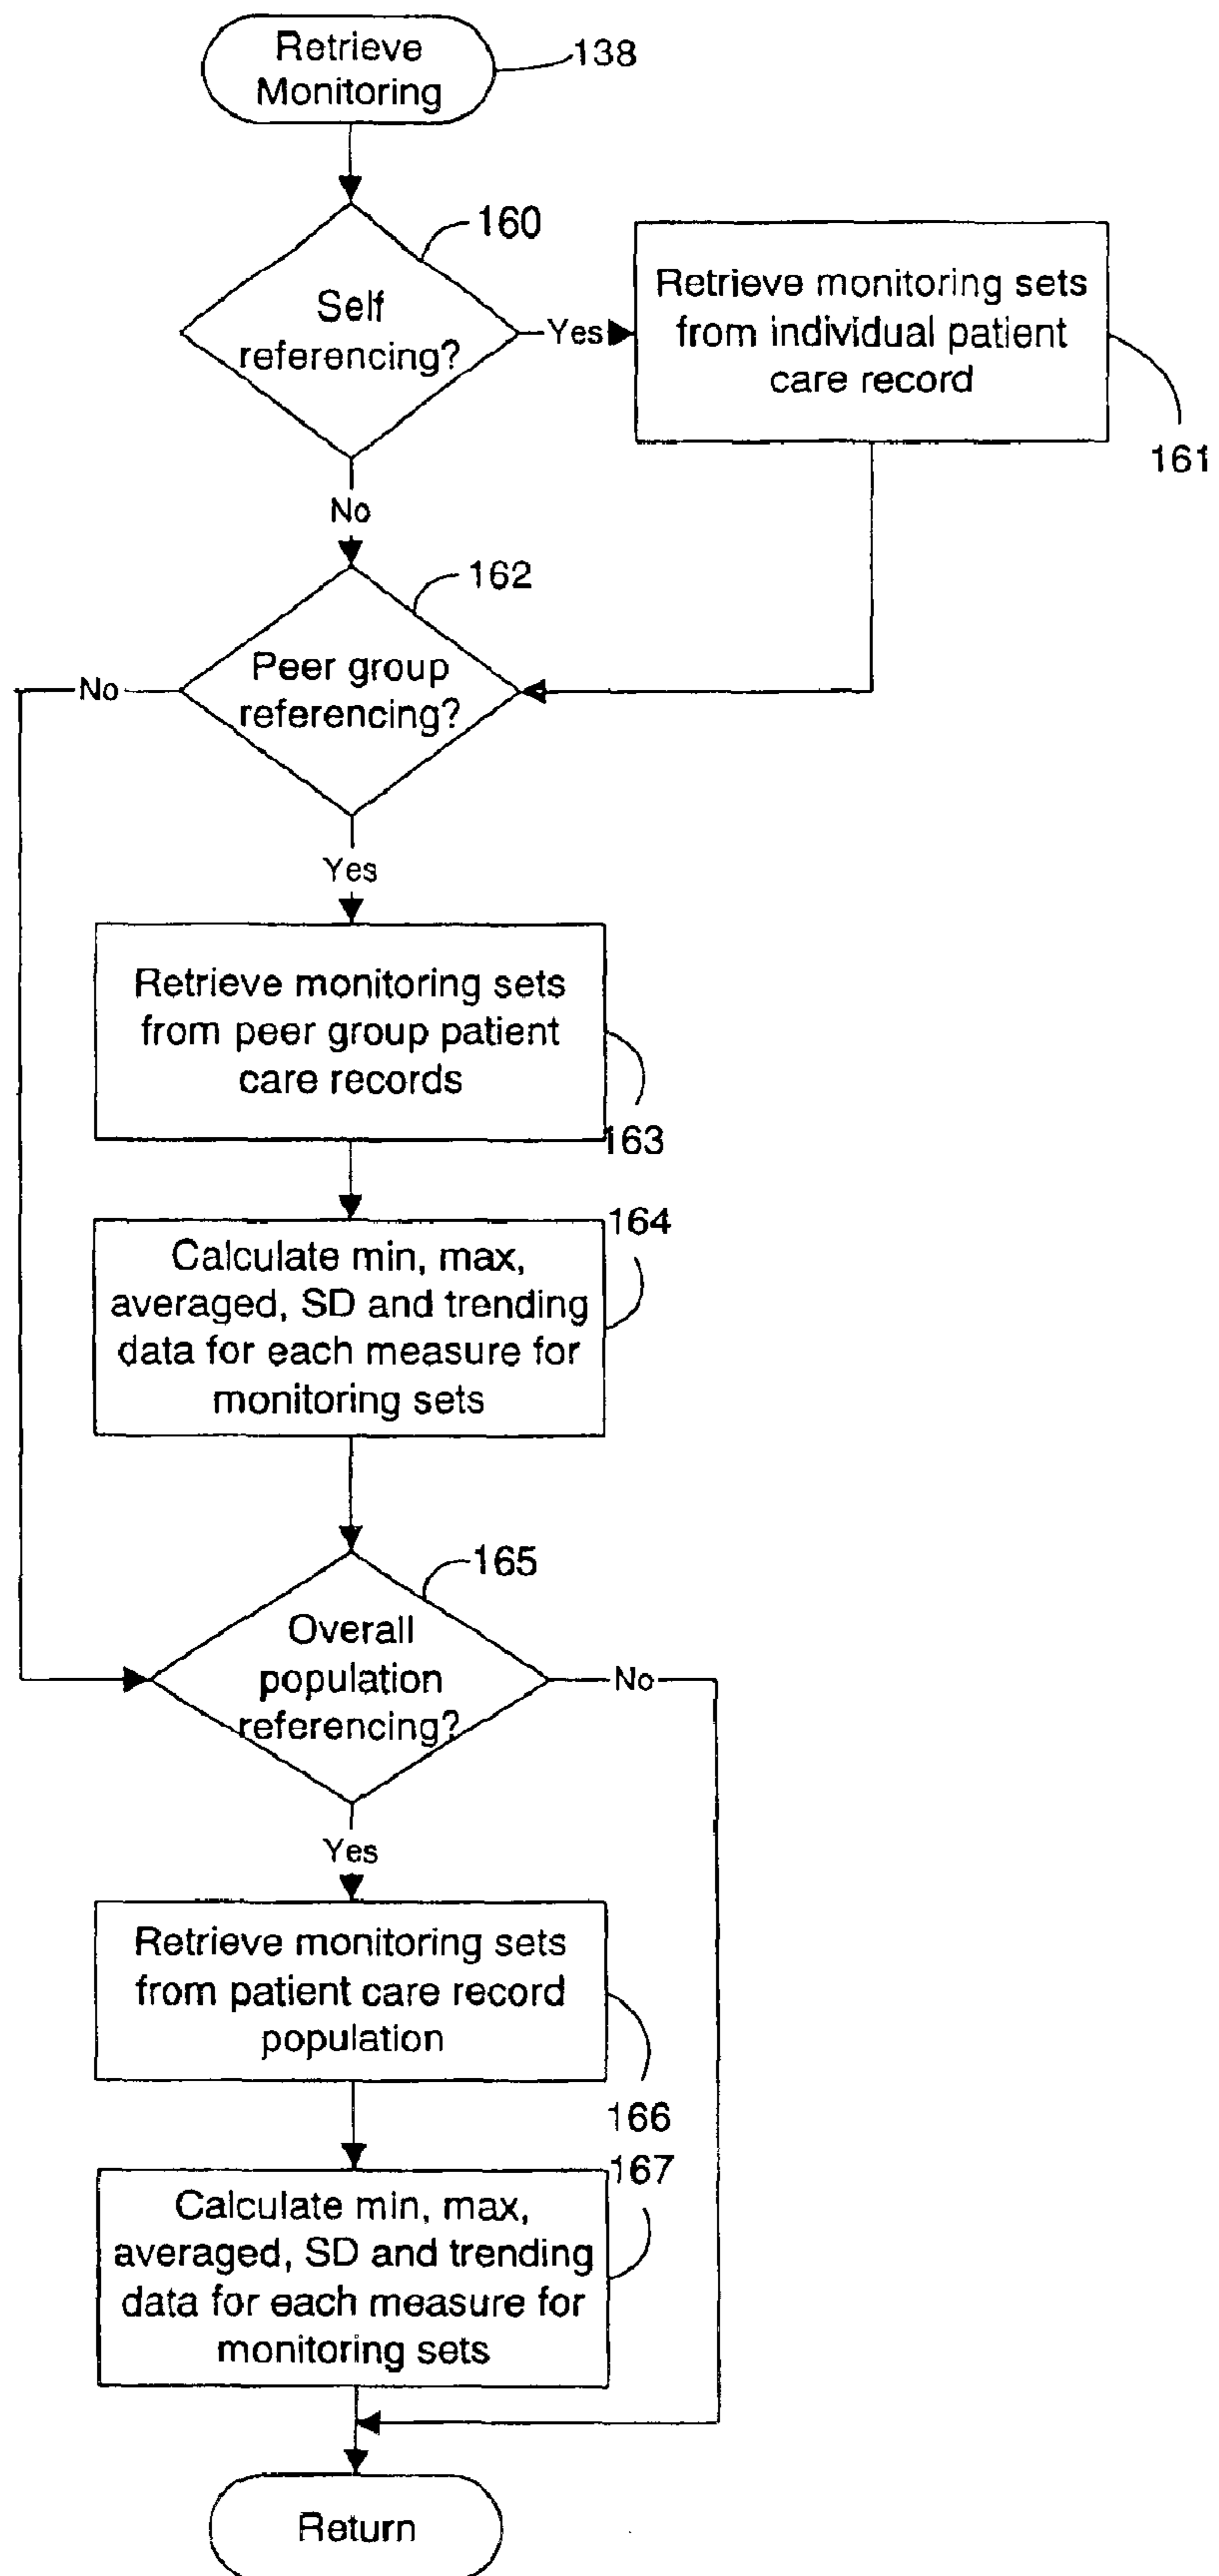 Retrieve
Monitoring
138
160
Self
referencing?
Yes
Retrieve monitoring sets
from individual patient
care record
161
No
162
Peer group
referencing?
No
Yes
Retrieve monitoring sets
from peer group patient
care records
163
164
Calculate min, max,
averaged, SD and trending
data for each measure for
monitoring sets
165
Overall
population
referencing?
No
Yes
Retrieve monitoring sets
from patient care record
population
166
167
Calculate min, max,
averaged, SD and trending
data for each measure for
monitoring sets
Return